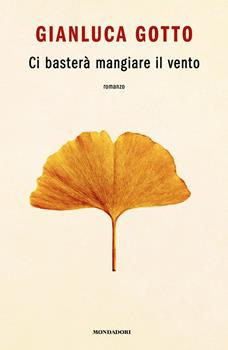 GIANLUCA GOTTO
Ci basterà mangiare il vento
romanzo
MONDADORI